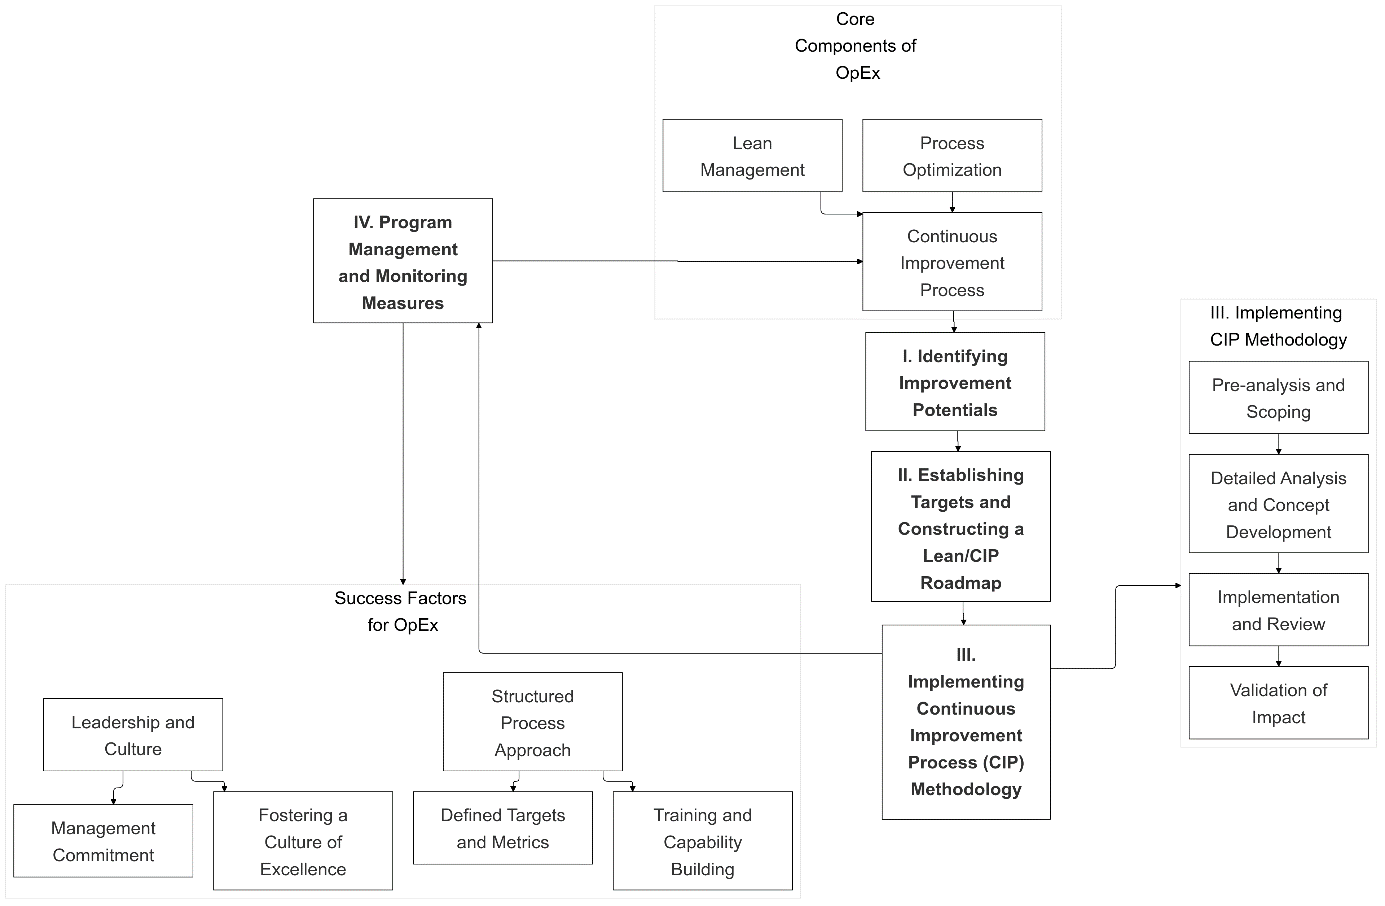 Core
Components of
OpEx
Lean
Management
Process
Optimization
Continuous
Improvement
Process
IV. Program
Management
and Monitoring
Measures
I. Identifying
Improvement
Potentials
II. Establishing
Targets and
Constructing a
Lean/CIP
Roadmap
III.
Implementing
Continuous
Improvement
Process (CIP)
Methodology
III. Implementing
CIP Methodology
Pre-analysis and
Scoping
Detailed Analysis
and Concept
Development
Implementation
and Review
Validation of
Impact
Success Factors
for OpEx
Leadership and
Culture
Management
Commitment
Fostering a
Culture of
Excellence
Structured
Process
Approach
Defined Targets
and Metrics
Training and
Capability
Building